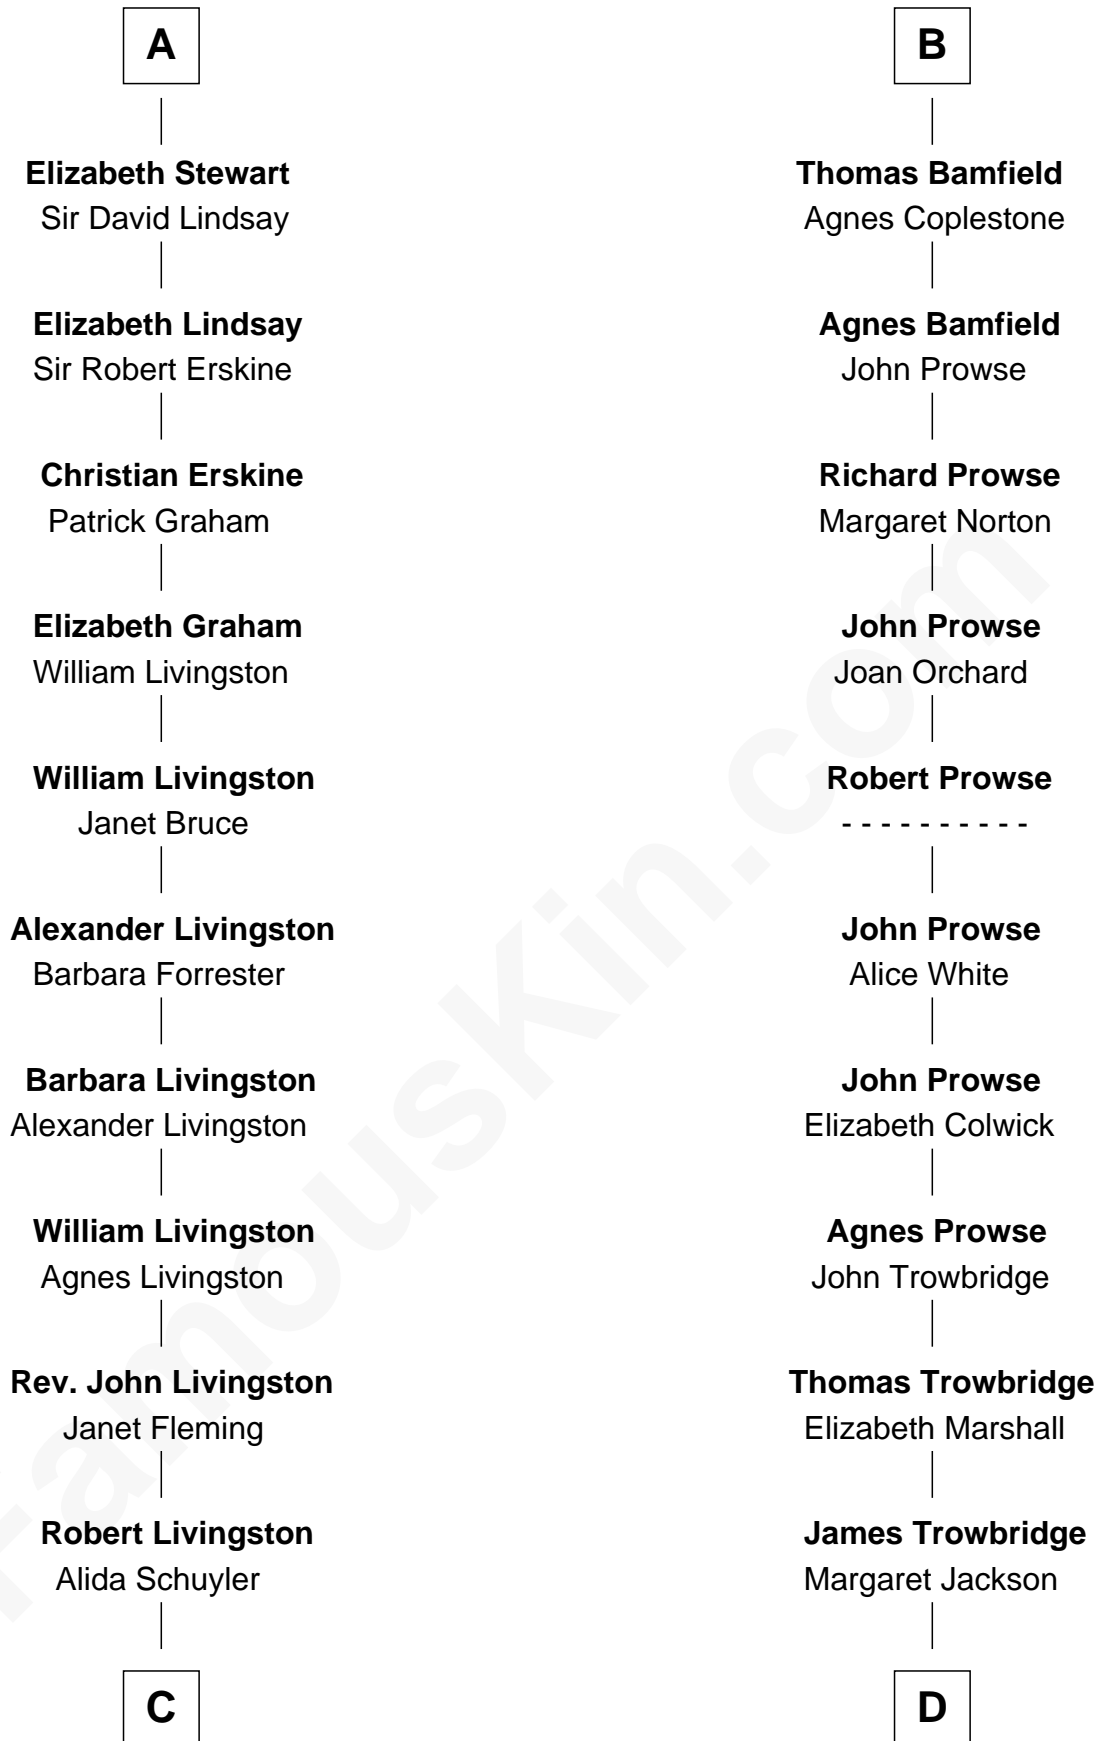 A
Elizabeth Stewart
Sir David Lindsay
Elizabeth Lindsay
Sir Robert Erskine
Christian Erskine
Patrick Graham
Elizabeth Graham
William Livingston
William Livingston
Janet Bruce
Alexander Livingston
Barbara Forrester
Barbara Livingston
Alexander Livingston
William Livingston
Agnes Livingston
Rev. John Livingston
Janet Fleming
Robert Livingston
Alida Schuyler
C
B
Thomas Bamfield
Agnes Coplestone
Agnes Bamfield
John Prowse
Richard Prowse
Margaret Norton
John Prowse
Joan Orchard
Robert Prowse
- - - - - - - - - -
John Prowse
Alice White
John Prowse
Elizabeth Colwick
Agnes Prowse
John Trowbridge
Thomas Trowbridge
Elizabeth Marshall
James Trowbridge
Margaret Jackson
D
FamousKin.com